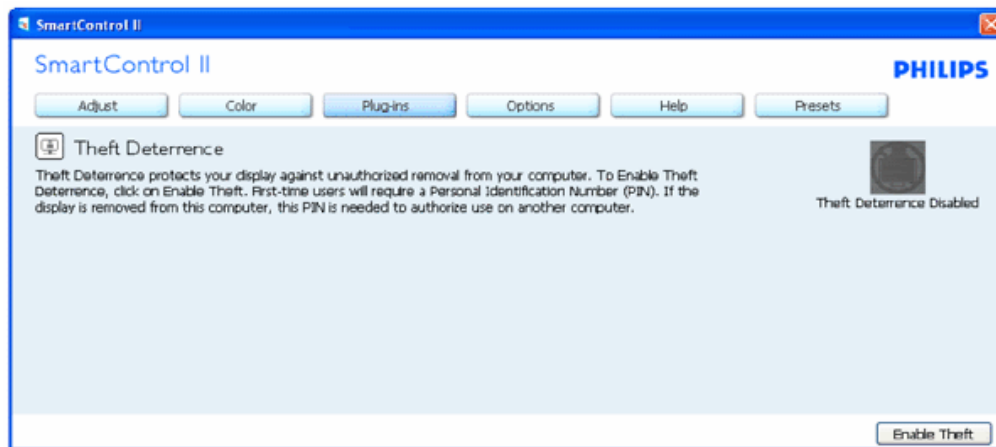 SmartControl II
SmartControl II
PHILIPS
Adjust Color Plug-ins Options Help Presets
Theft Deterrence
Theft Deterrence protects your display against unauthorized removal from your computer. To Enable Theft
Deterrence, click on Enable Theft. First-time users will require a Personal Identification Number (PIN). If the
display is removed from this computer, this PIN is needed to authorize use on another computer.
Theft Deterrence Disabled
Enable Theft